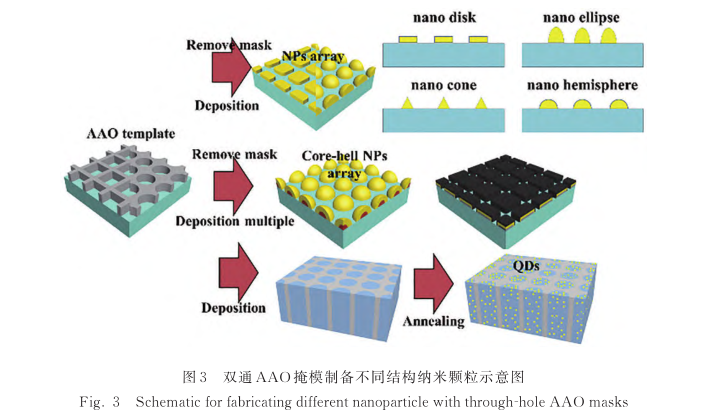 nano disk
nano ellipse
Remove mask
NPs array
Deposition
nano cone
nano hemisphere
AAO template
Remove mask
Core-hell NPs
array
Deposition multiple
Deposition
QDs
Annealing
图3 双通AAO掩模制备不同结构纳米颗粒示意图
Fig. 3 Schematic for fabricating different nanoparticle with through-hole AAO masks